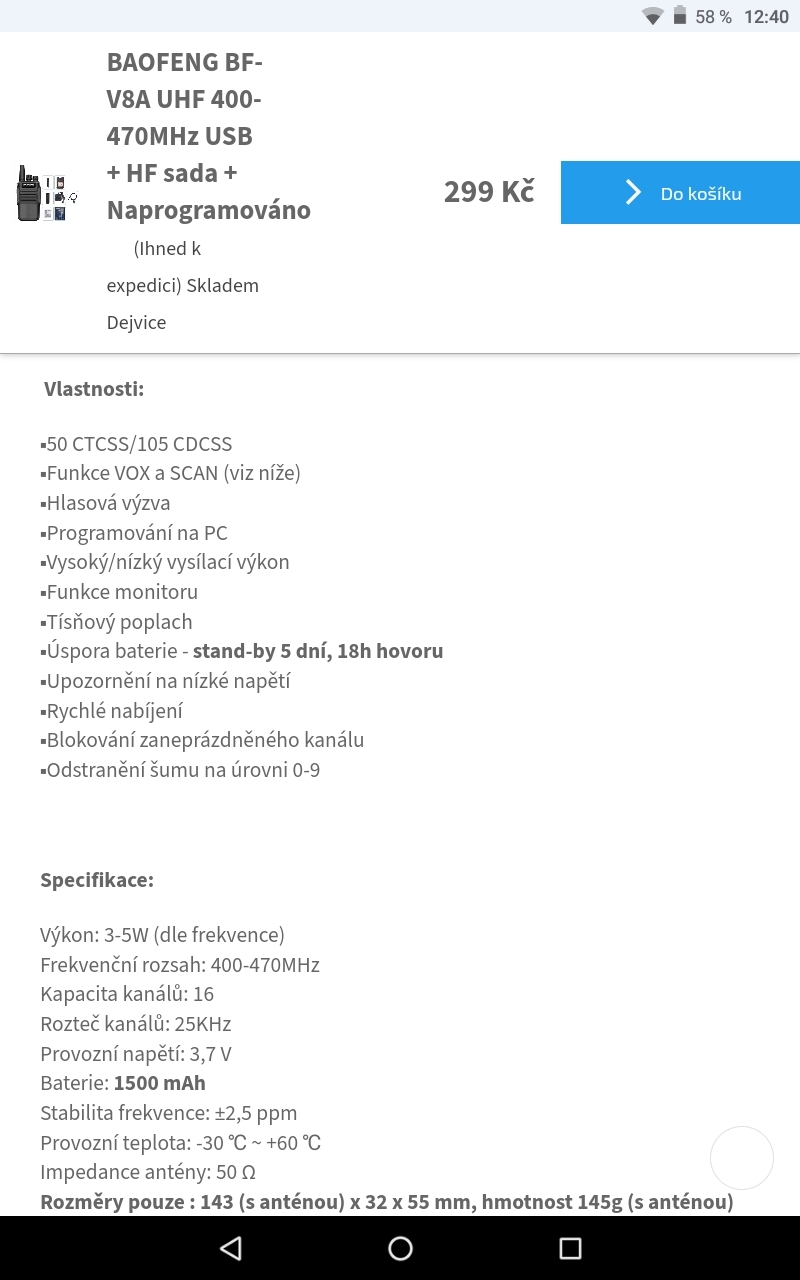 58 % 12:40
BAOFENG BF-
V8A UHF 400-
470MHz USB
+ HF sada +
Naprogramováno
(Ihned k
expedici) Skladem
Dejvice
299 Kč
Do košíku
Vlastnosti:
▪50 CTCSS/105 CDCSS
▪Funkce VOX a SCAN (viz níže)
▪Hlasová výzva
▪Programování na PC
▪Vysoký/nízký vysílací výkon
▪Funkce monitoru
▪Tísňový poplach
▪Úspora baterie - stand-by 5 dní, 18h hovoru
▪Upozornění na nízké napětí
▪Rychlé nabíjení
▪Blokování zaneprázdněného kanálu
▪Odstranění šumu na úrovni 0-9
Specifikace:
Výkon: 3-5W (dle frekvence)
Frekvenční rozsah: 400-470MHz
Kapacita kanálů: 16
Rozteč kanálů: 25KHz
Provozní napětí: 3,7 V
Baterie: 1500 mAh
Stabilita frekvence: ±2,5 ppm
Provozní teplota: -30 ℃ ~ +60 ℃
Impedance antény: 50 Ω
Rozměry pouze : 143 (s anténou) x 32 x 55 mm, hmotnost 145g (s anténou)